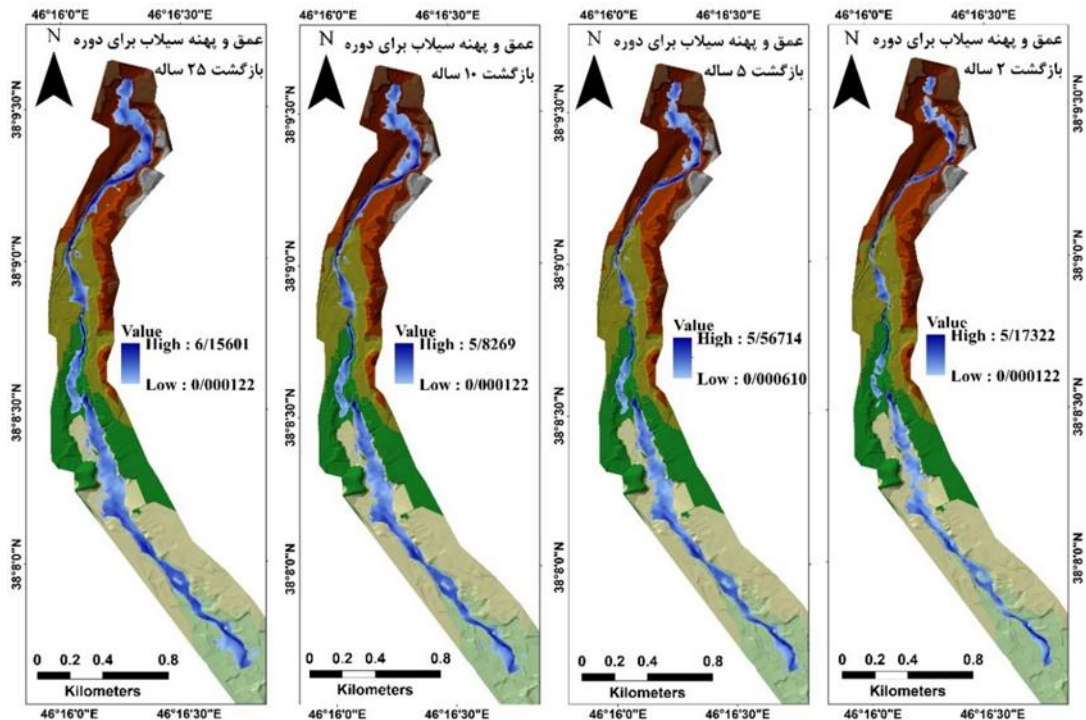 46°16'0"E 46°16'30"E 46°16'0"E 46°16'30"E 46°16'0"E 46°16'30"E 46°16'0"E 46°16'30"E
عمق و پهنه سیلاب برای دوره
بازگشت ۲ ساله
N
38°9'30"N
38°9'0"N
38°8'30"N
38°8'0"N
Value
High : 5/17322
Low : 0/000122
0 0.2 0.4 0.8
Kilometers
عمق و پهنه سیلاب برای دوره
بازگشت ۵ ساله
N
38°9'30"N
38°9'0"N
38°8'30"N
38°8'0"N
Value
High : 5/56714
Low : 0/000610
0 0.2 0.4 0.8
Kilometers
عمق و پهنه سیلاب برای دوره
بازگشت ۱۰ ساله
N
38°9'30"N
38°9'0"N
38°8'30"N
38°8'0"N
Value
High : 5/8269
Low : 0/000122
0 0.2 0.4 0.8
Kilometers
عمق و پهنه سیلاب برای دوره
بازگشت ۲۵ ساله
N
38°9'30"N
38°9'0"N
38°8'30"N
38°8'0"N
Value
High : 6/15601
Low : 0/000122
0 0.2 0.4 0.8
Kilometers
46°16'0"E 46°16'30"E 46°16'0"E 46°16'30"E 46°16'0"E 46°16'30"E 46°16'0"E 46°16'30"E